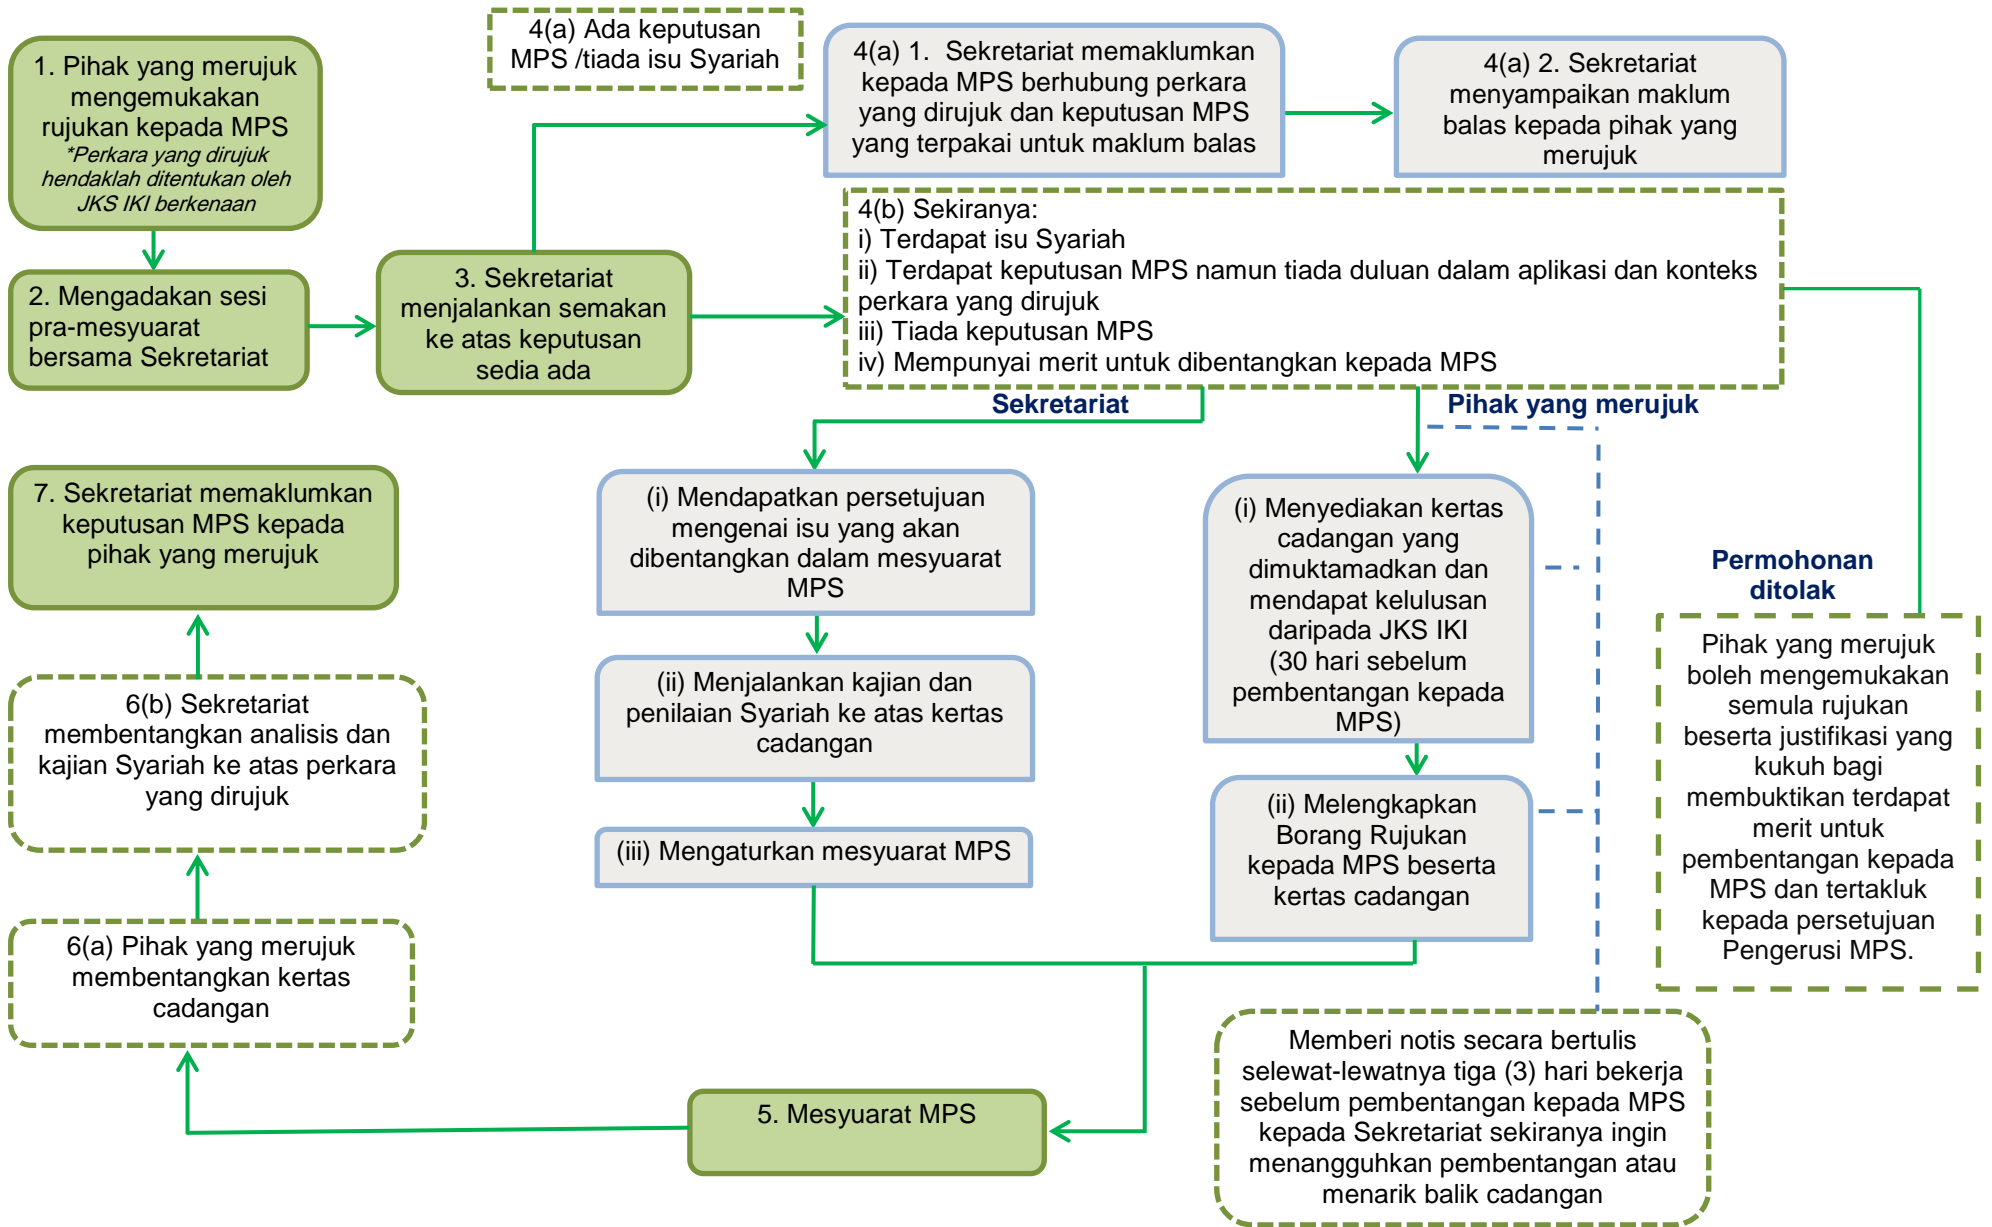 1. Pihak yang merujuk
mengemukakan
rujukan kepada MPS
*Perkara yang dirujuk
hendaklah ditentukan oleh
JKS IKI berkenaan
2. Mengadakan sesi
pra-mesyuarat
bersama Sekretariat
3. Sekretariat
menjalankan semakan
ke atas keputusan
sedia ada
4(a) Ada keputusan
MPS /tiada isu Syariah
4(a) 1. Sekretariat memaklumkan
kepada MPS berhubung perkara
yang dirujuk dan keputusan MPS
yang terpakai untuk maklum balas
4(a) 2. Sekretariat
menyampaikan maklum
balas kepada pihak yang
merujuk
4(b) Sekiranya:
i) Terdapat isu Syariah
ii) Terdapat keputusan MPS namun tiada duluan dalam aplikasi dan konteks
perkara yang dirujuk
iii) Tiada keputusan MPS
iv) Mempunyai merit untuk dibentangkan kepada MPS
Sekretariat
(i) Mendapatkan persetujuan
mengenai isu yang akan
dibentangkan dalam mesyuarat
MPS
(ii) Menjalankan kajian dan
penilaian Syariah ke atas kertas
cadangan
(iii) Mengaturkan mesyuarat MPS
Pihak yang merujuk
(i) Menyediakan kertas
cadangan yang
dimuktamadkan dan
mendapat kelulusan
daripada JKS IKI
(30 hari sebelum
pembentangan kepada
MPS)
(ii) Melengkapkan
Borang Rujukan
kepada MPS beserta
kertas cadangan
Memberi notis secara bertulis
selewat-lewatnya tiga (3) hari bekerja
sebelum pembentangan kepada MPS
kepada Sekretariat sekiranya ingin
menangguhkan pembentangan atau
menarik balik cadangan
Permohonan
ditolak
Pihak yang merujuk
boleh mengemukakan
semula rujukan
beserta justifikasi yang
kukuh bagi
membuktikan terdapat
merit untuk
pembentangan kepada
MPS dan tertakluk
kepada persetujuan
Pengerusi MPS.
5. Mesyuarat MPS
6(a) Pihak yang merujuk
membentangkan kertas
cadangan
6(b) Sekretariat
membentangkan analisis dan
kajian Syariah ke atas perkara
yang dirujuk
7. Sekretariat memaklumkan
keputusan MPS kepada
pihak yang merujuk